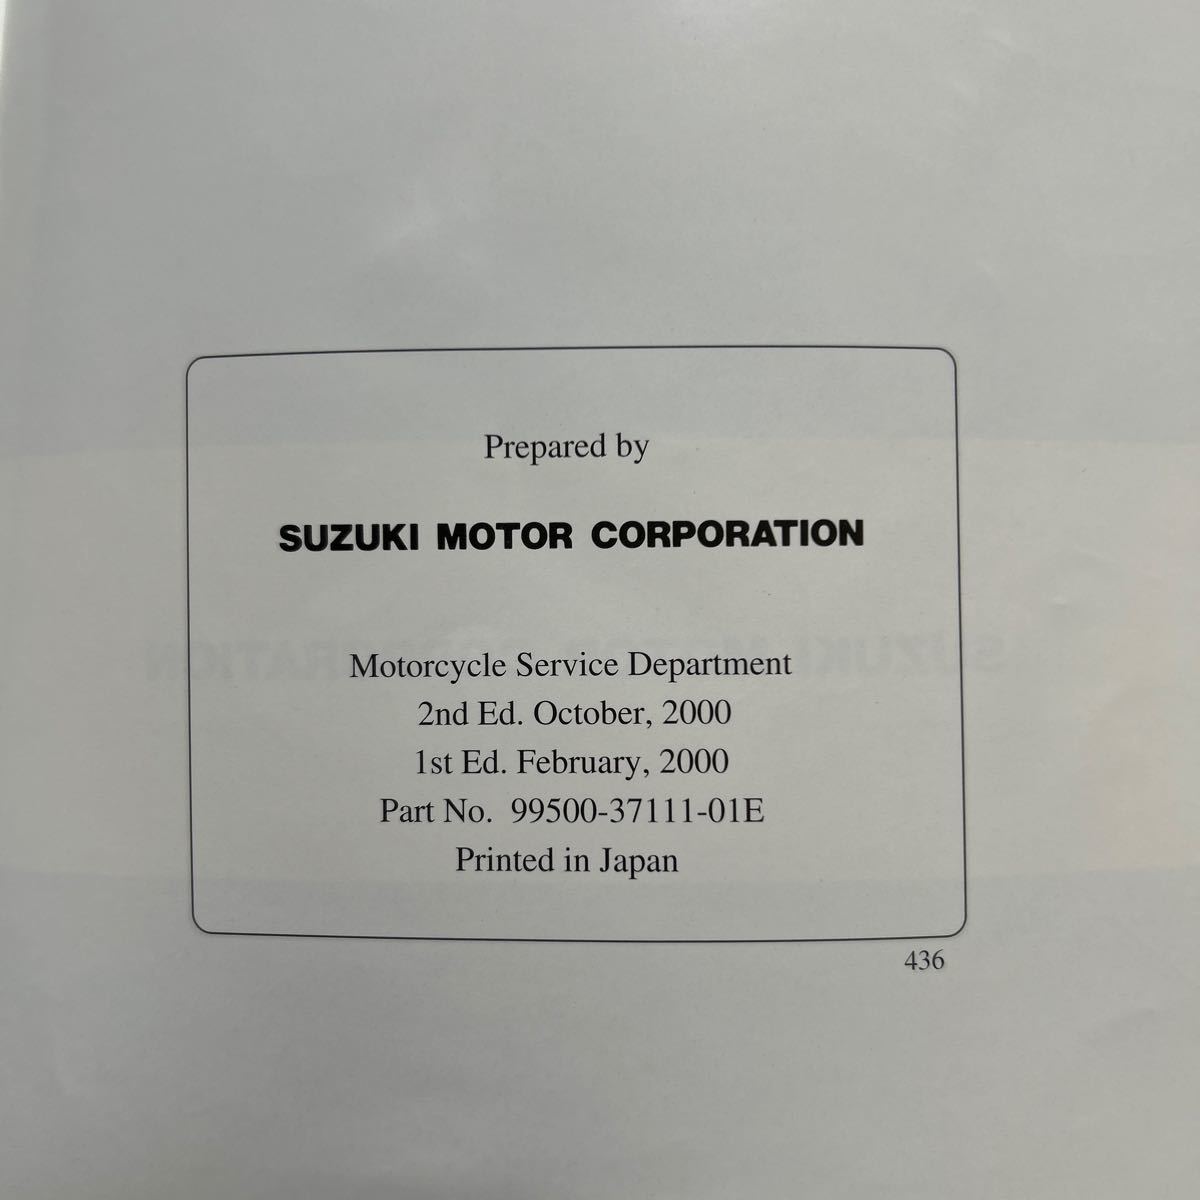 Prepared by
SUZUKI MOTOR CORPORATION
Motorcycle Service Department
2nd Ed. October, 2000
1st Ed. February, 2000
Part No. 99500-37111-01E
Printed in Japan
436